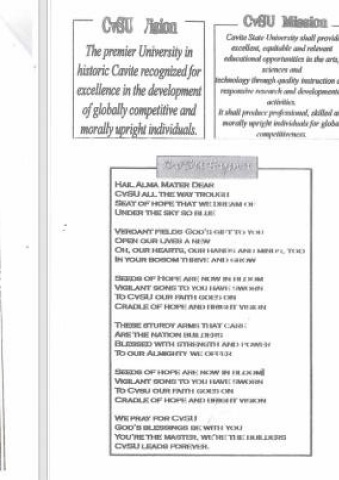 CvSU Vision
The premier University in
historic Cavite recognized for
excellence in the development
of globally competitive and
morally upright individuals.
CvSU Mission
Cavite State University shall provide
excellent, equitable and relevant
educational opportunities in the arts,
sciences and
technology through quality instruction
responsive research and development
activities.
It shall produce professional, skilled
morally upright individuals for global
competitiveness.
CvSU Hymn
HAIL ALMA MATER DEAR
CVSU ALL THE WAY TROUGH
SEAT OF HOPE THAT WE DREAM OF
UNDER THE SKY SO BLUE
VERDANT FIELDS GOD'S GIFT TO YOU
OPEN OUR LIVES A NEW
OH, OUR HEARTS, OUR HANDS AND MINDS, TOO
IN YOUR BOSOM THRIVE AND GROW
SEEDS OF HOPE ARE NOW IN BLOOM
VIGILANT SONS TO YOU HAVE SWORN
TO CVSU OUR FAITH GOES ON
CRADLE OF HOPE AND BRIGHT VISION
THESE STURDY ARMS THAT CARE
ARE THE NATION BUILDERS
BLESSED WITH STRENGTH AND POWER
TO OUR ALMIGHTY WE OFFER
SEEDS OF HOPE ARE NOW IN BLOOM
VIGILANT SONS TO YOU HAVE SWORN
TO CVSU OUR FAITH GOES ON
CRADLE OF HOPE AND BRIGHT VISION
WE PRAY FOR CVSU
GOD'S BLESSINGS BE WITH YOU
YOU'RE THE MASTER, WE'RE THE BUILDERS
CVSU LEADS FOREVER.